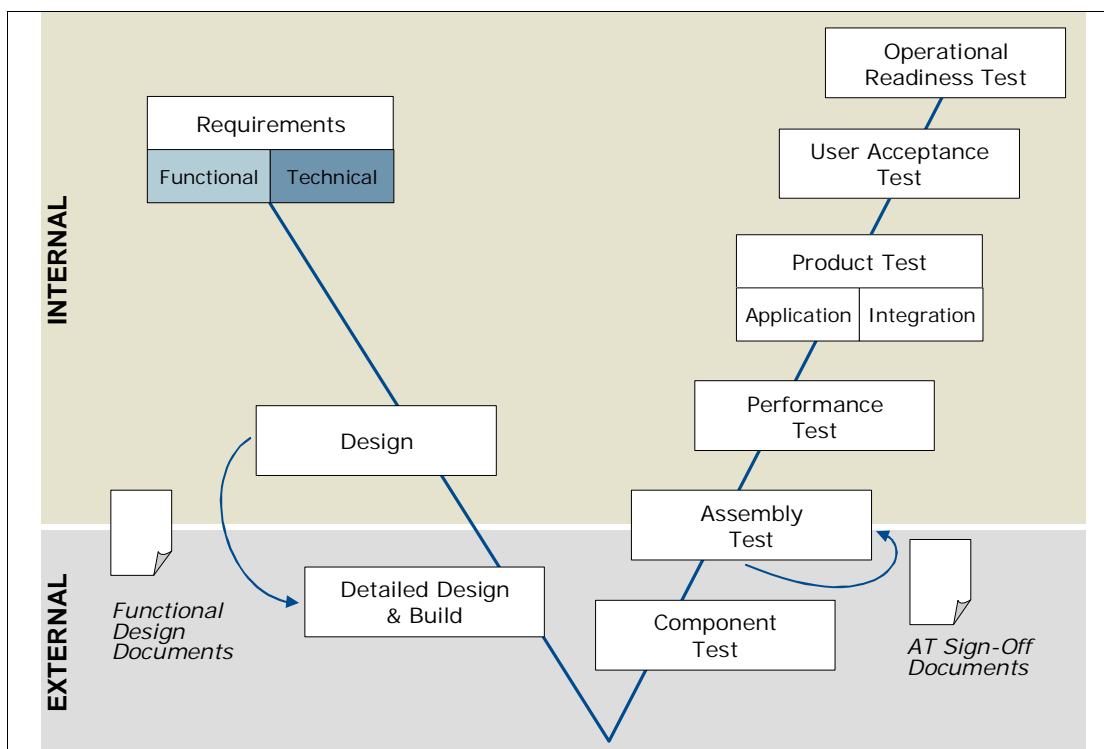 Operational
Readiness Test
Requirements
Functional
Technical
User Acceptance
Test
Product Test
Application
Integration
INTERNAL
Performance
Test
Design
Assembly
Test
Detailed Design
& Build
Component
Test
Functional
Design
Documents
AT Sign-Off
Documents
EXTERNAL